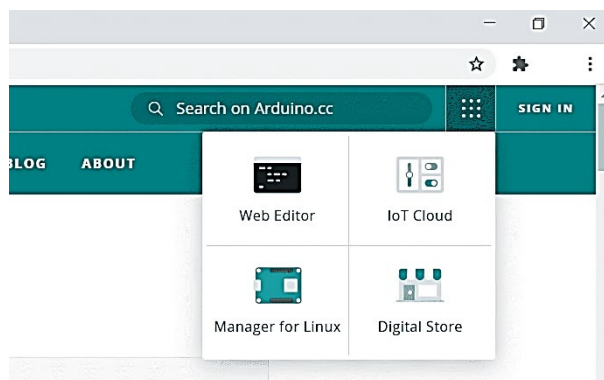 Search on Arduino.cc
SIGN IN
BLOG ABOUT
Web Editor IoT Cloud
Manager for Linux Digital Store